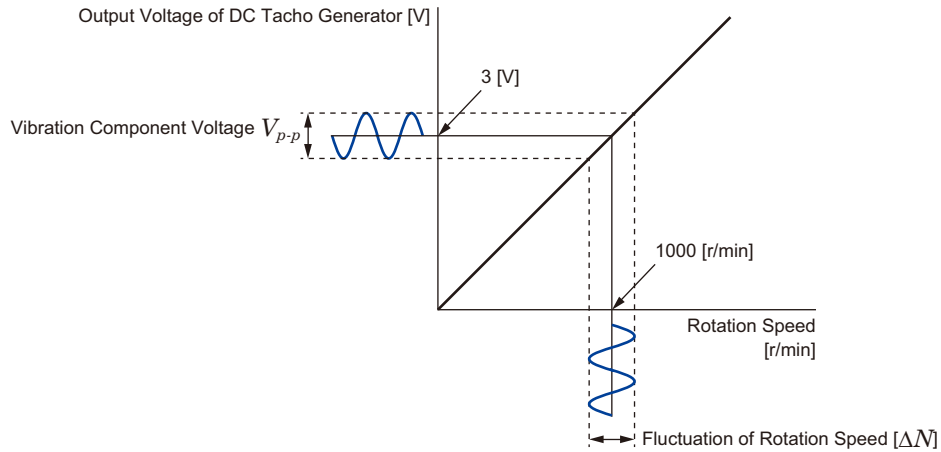 Output Voltage of DC Tacho Generator [V]
3 [V]
Vibration Component Voltage Vp-p
1000 [r/min]
Rotation Speed
[r/min]
Fluctuation of Rotation Speed [ΔN]